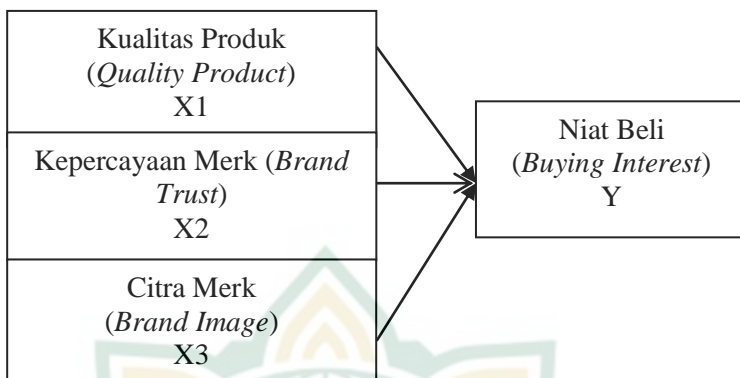 Kualitas Produk
(Quality Product)
X1
Kepercayaan Merk (Brand
Trust)
X2
Citra Merk
(Brand Image)
X3
Niat Beli
(Buying Interest)
Y